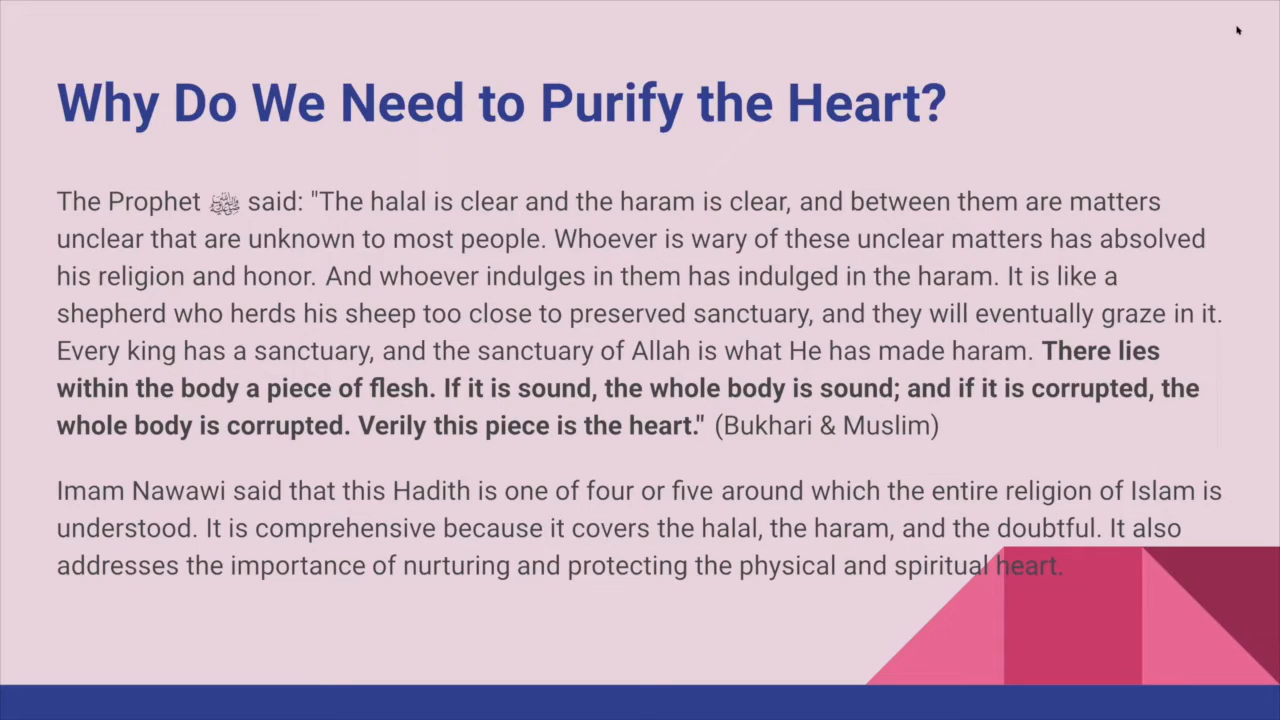 Why Do We Need to Purify the Heart?
The Prophet ﷺ said: "The halal is clear and the haram is clear, and between them are matters
unclear that are unknown to most people. Whoever is wary of these unclear matters has absolved
his religion and honor. And whoever indulges in them has indulged in the haram. It is like a
shepherd who herds his sheep too close to preserved sanctuary, and they will eventually graze in it.
Every king has a sanctuary, and the sanctuary of Allah is what He has made haram. There lies
within the body a piece of flesh. If it is sound, the whole body is sound; and if it is corrupted, the
whole body is corrupted. Verily this piece is the heart." (Bukhari & Muslim)
Imam Nawawi said that this Hadith is one of four or five around which the entire religion of Islam is
understood. It is comprehensive because it covers the halal, the haram, and the doubtful. It also
addresses the importance of nurturing and protecting the physical and spiritual heart.